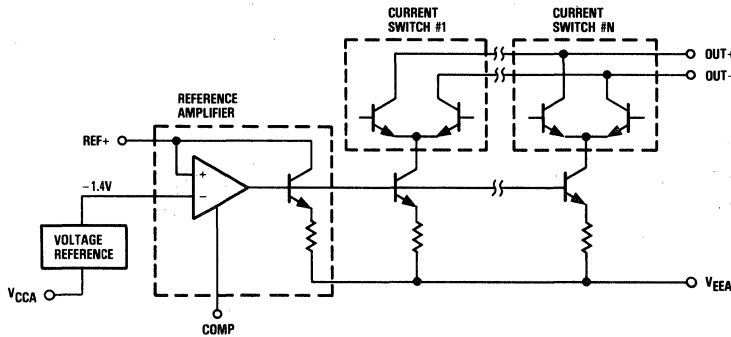 CURRENT
SWITCH #1
CURRENT
SWITCH #N
OUT+
OUT-
REFERENCE
AMPLIFIER
REF+
+
-1.4V
−
VOLTAGE
REFERENCE
VCCA
VEEA
COMP